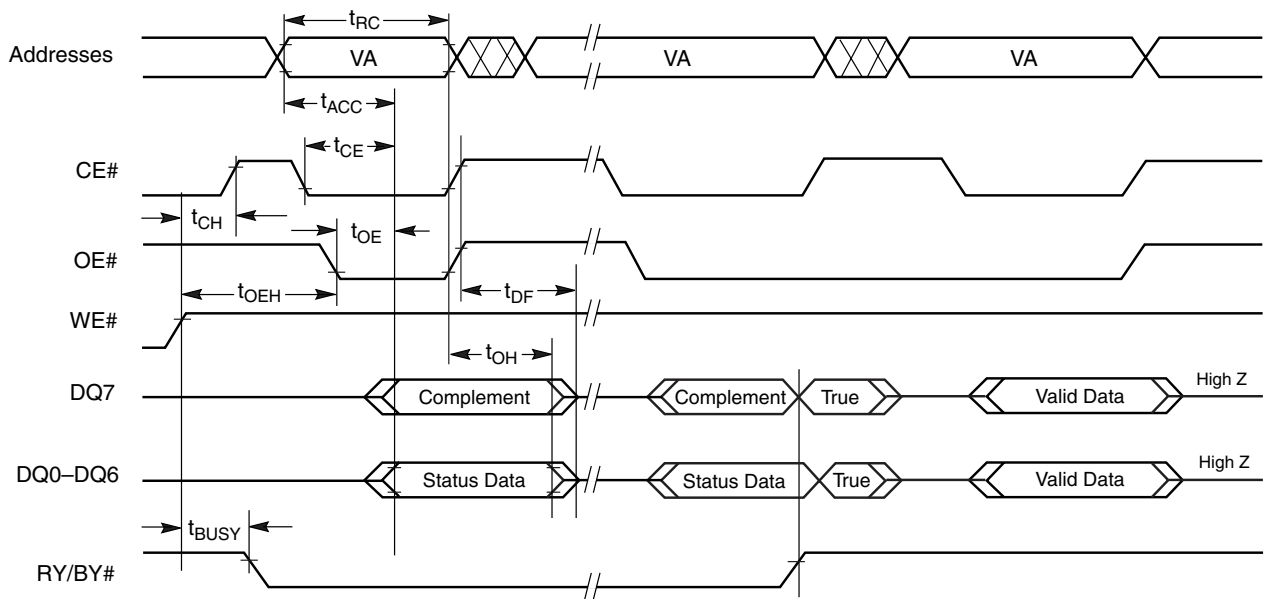 tRC
Addresses VA VA VA
tACC
tCE
CE#
tCH tOE
OE#
tOEH tDF
WE#
tOH
DQ7 Complement Complement True Valid Data High Z
DQ0–DQ6 Status Data Status Data True Valid Data High Z
tBUSY
RY/BY#